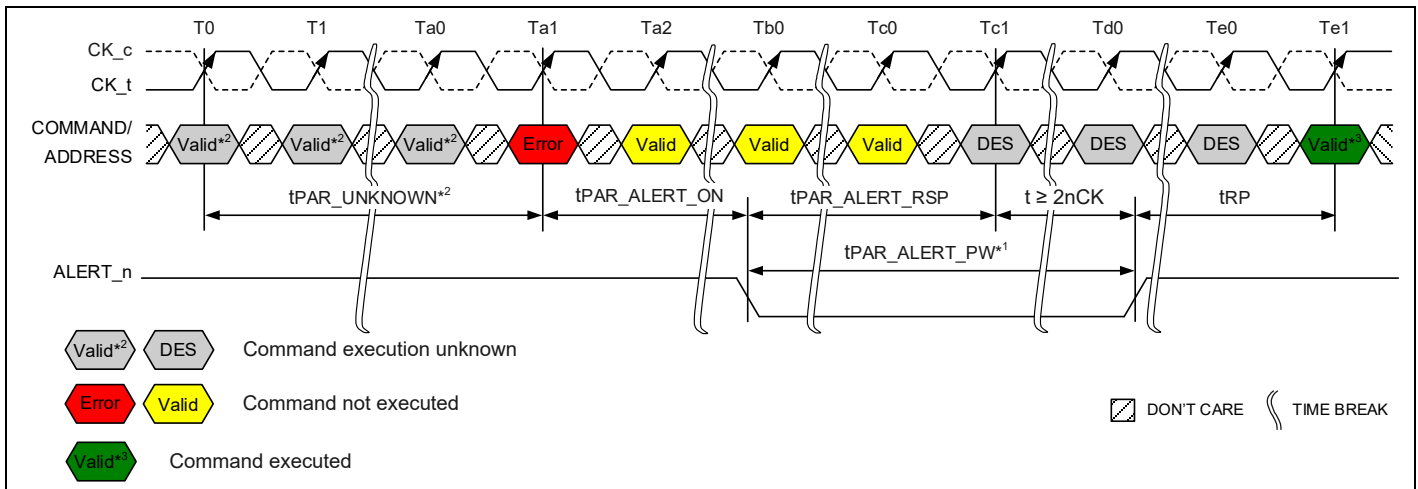 T0 T1 Ta0 Ta1 Ta2 Tb0 Tc0 Tc1 Td0 Te0 Te1
CK_c
CK_t
COMMAND/
ADDRESS
Valid*2 Valid*2 Valid*2 Error Valid Valid Valid DES DES DES Valid*3
tPAR_UNKNOWN*2 tPAR_ALERT_ON tPAR_ALERT_RSP t ≥ 2nCK tRP
tPAR_ALERT_PW*1
ALERT_n
Valid*2 DES Command execution unknown
Error Valid Command not executed
DON'T CARE TIME BREAK
Valid*3 Command executed